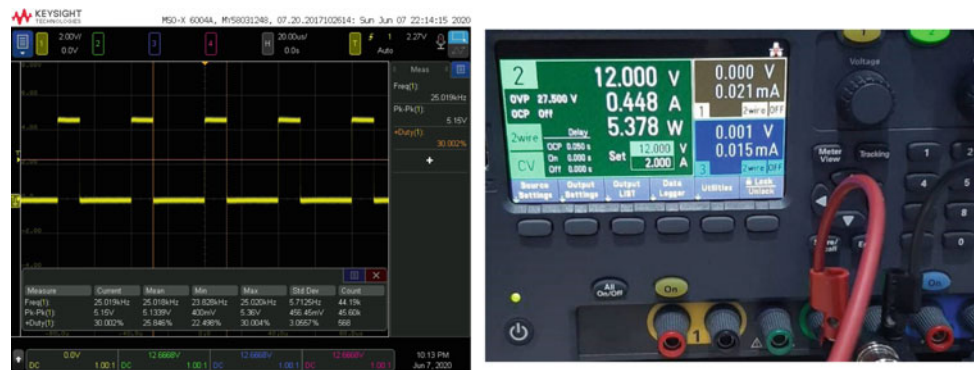 KEYSIGHT
TECHNOLOGIES
MSO-X 6004A, MY58031248, 07.20.2017102614: Sun Jun 07 22:14:15 2020
1 2.00V/ 0.0V 2 3 4 H 20.00us/ 0.0s T 1 2.27V Auto
Meas
Freq(1):
25.019kHz
Pk-Pk(1):
5.15V
+Duty(1):
30.002%
Measure Current Mean Min Max Std Dev Count
Freq(1): 25.019kHz 25.018kHz 23.828kHz 25.020kHz 5.7125Hz 44.19k
Pk-Pk(1): 5.15V 5.1339V 400mV 5.36V 456.45mV 45.60k
+Duty(1): 30.002% 25.846% 22.498% 30.004% 3.0557% 568
0.0V 12.6668V 12.6668V 12.6668V
DC 1.00:1 DC 1.00:1 DC 1.00:1 DC 1.00:1
10:13 PM
Jun 7, 2020
2 12.000 V
OVP 27.500 V 0.448 A
OCP Off 5.378 W
2wire Delay
OCP 0.050 s
On 0.000 s
Off 0.000 s
CV
Set 12.000 V
2.000 A
0.000 V
0.021mA
1 2wire OFF
0.001 V
0.015mA
3 2wire OFF
Source Settings Output Settings Output LIST Data Logger Utilities Lock Unlock
1 2
Voltage
Meter View Tracking 1 2
4 5
8
0
All On/Off On On
1